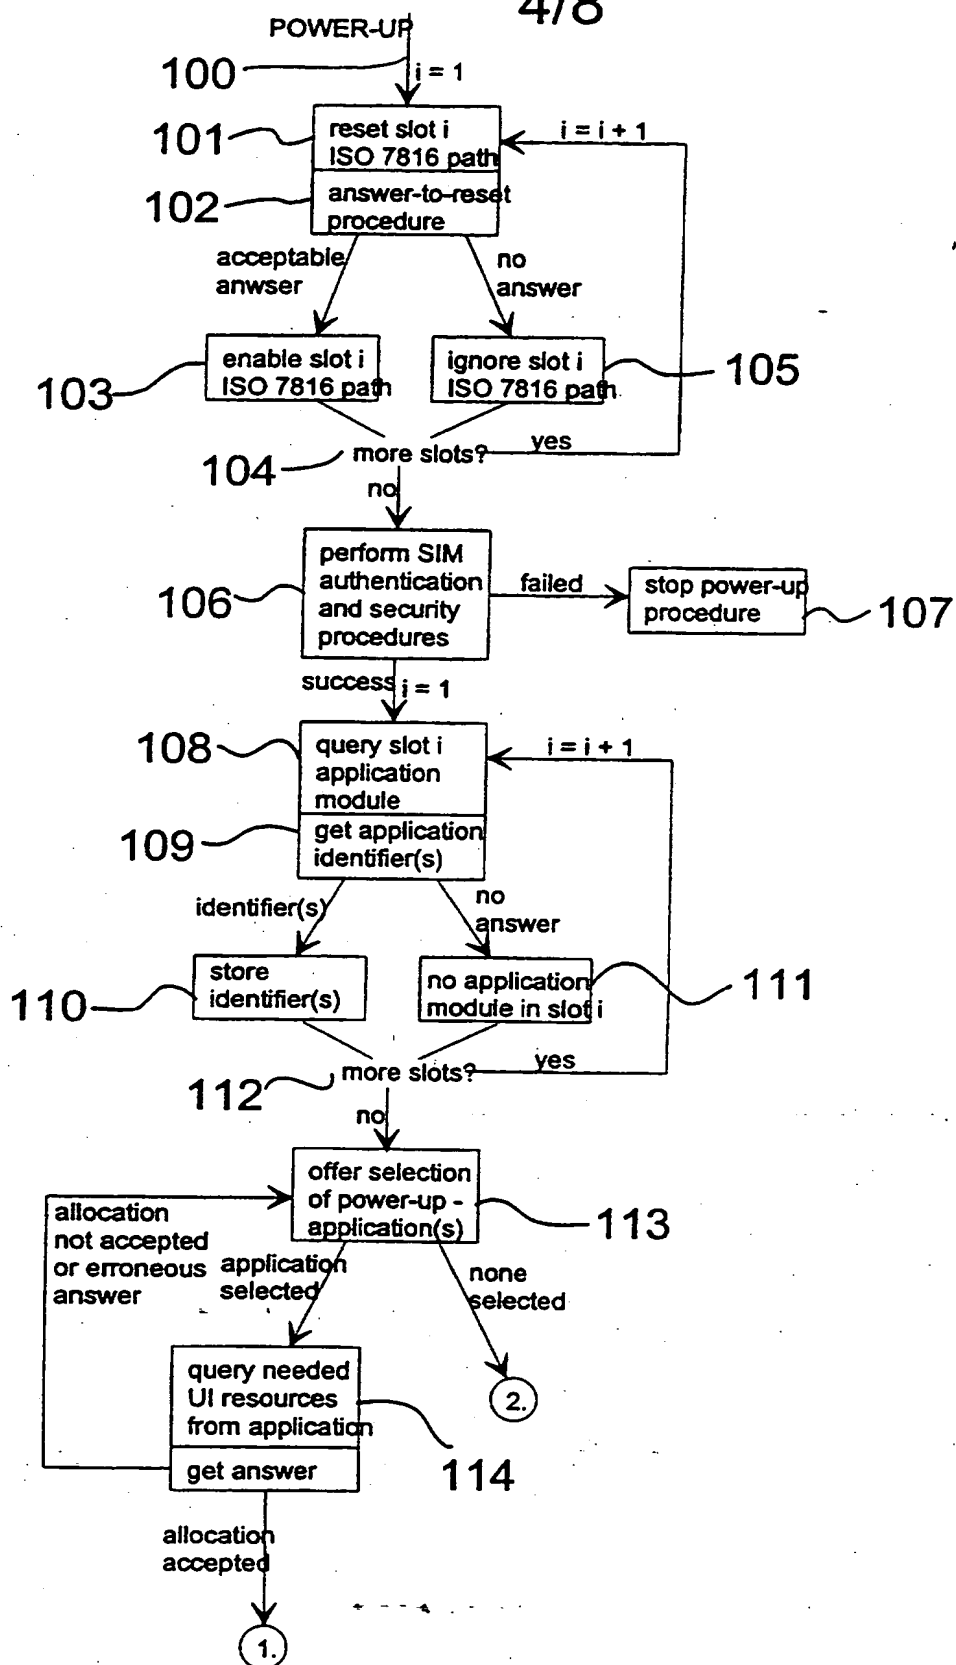 4/8
POWER-UP
100
i = 1
101
reset slot i
ISO 7816 path
i = i + 1
102
answer-to-reset
procedure
acceptable
anwser
no
answer
103
enable slot i
ISO 7816 path
ignore slot i
ISO 7816 path
105
104
more slots?
yes
no
106
perform SIM
authentication
and security
procedures
failed
stop power-up
procedure
107
success
i = 1
108
query slot i
application
module
i = i + 1
109
get application
identifier(s)
identifier(s)
no
answer
110
store
identifier(s)
no application
module in slot i
111
112
more slots?
yes
no
offer selection
of power-up -
application(s)
113
allocation
not accepted
or erroneous
answer
application
selected
none
selected
query needed
UI resources
from application
2.
get answer
114
allocation
accepted
1.